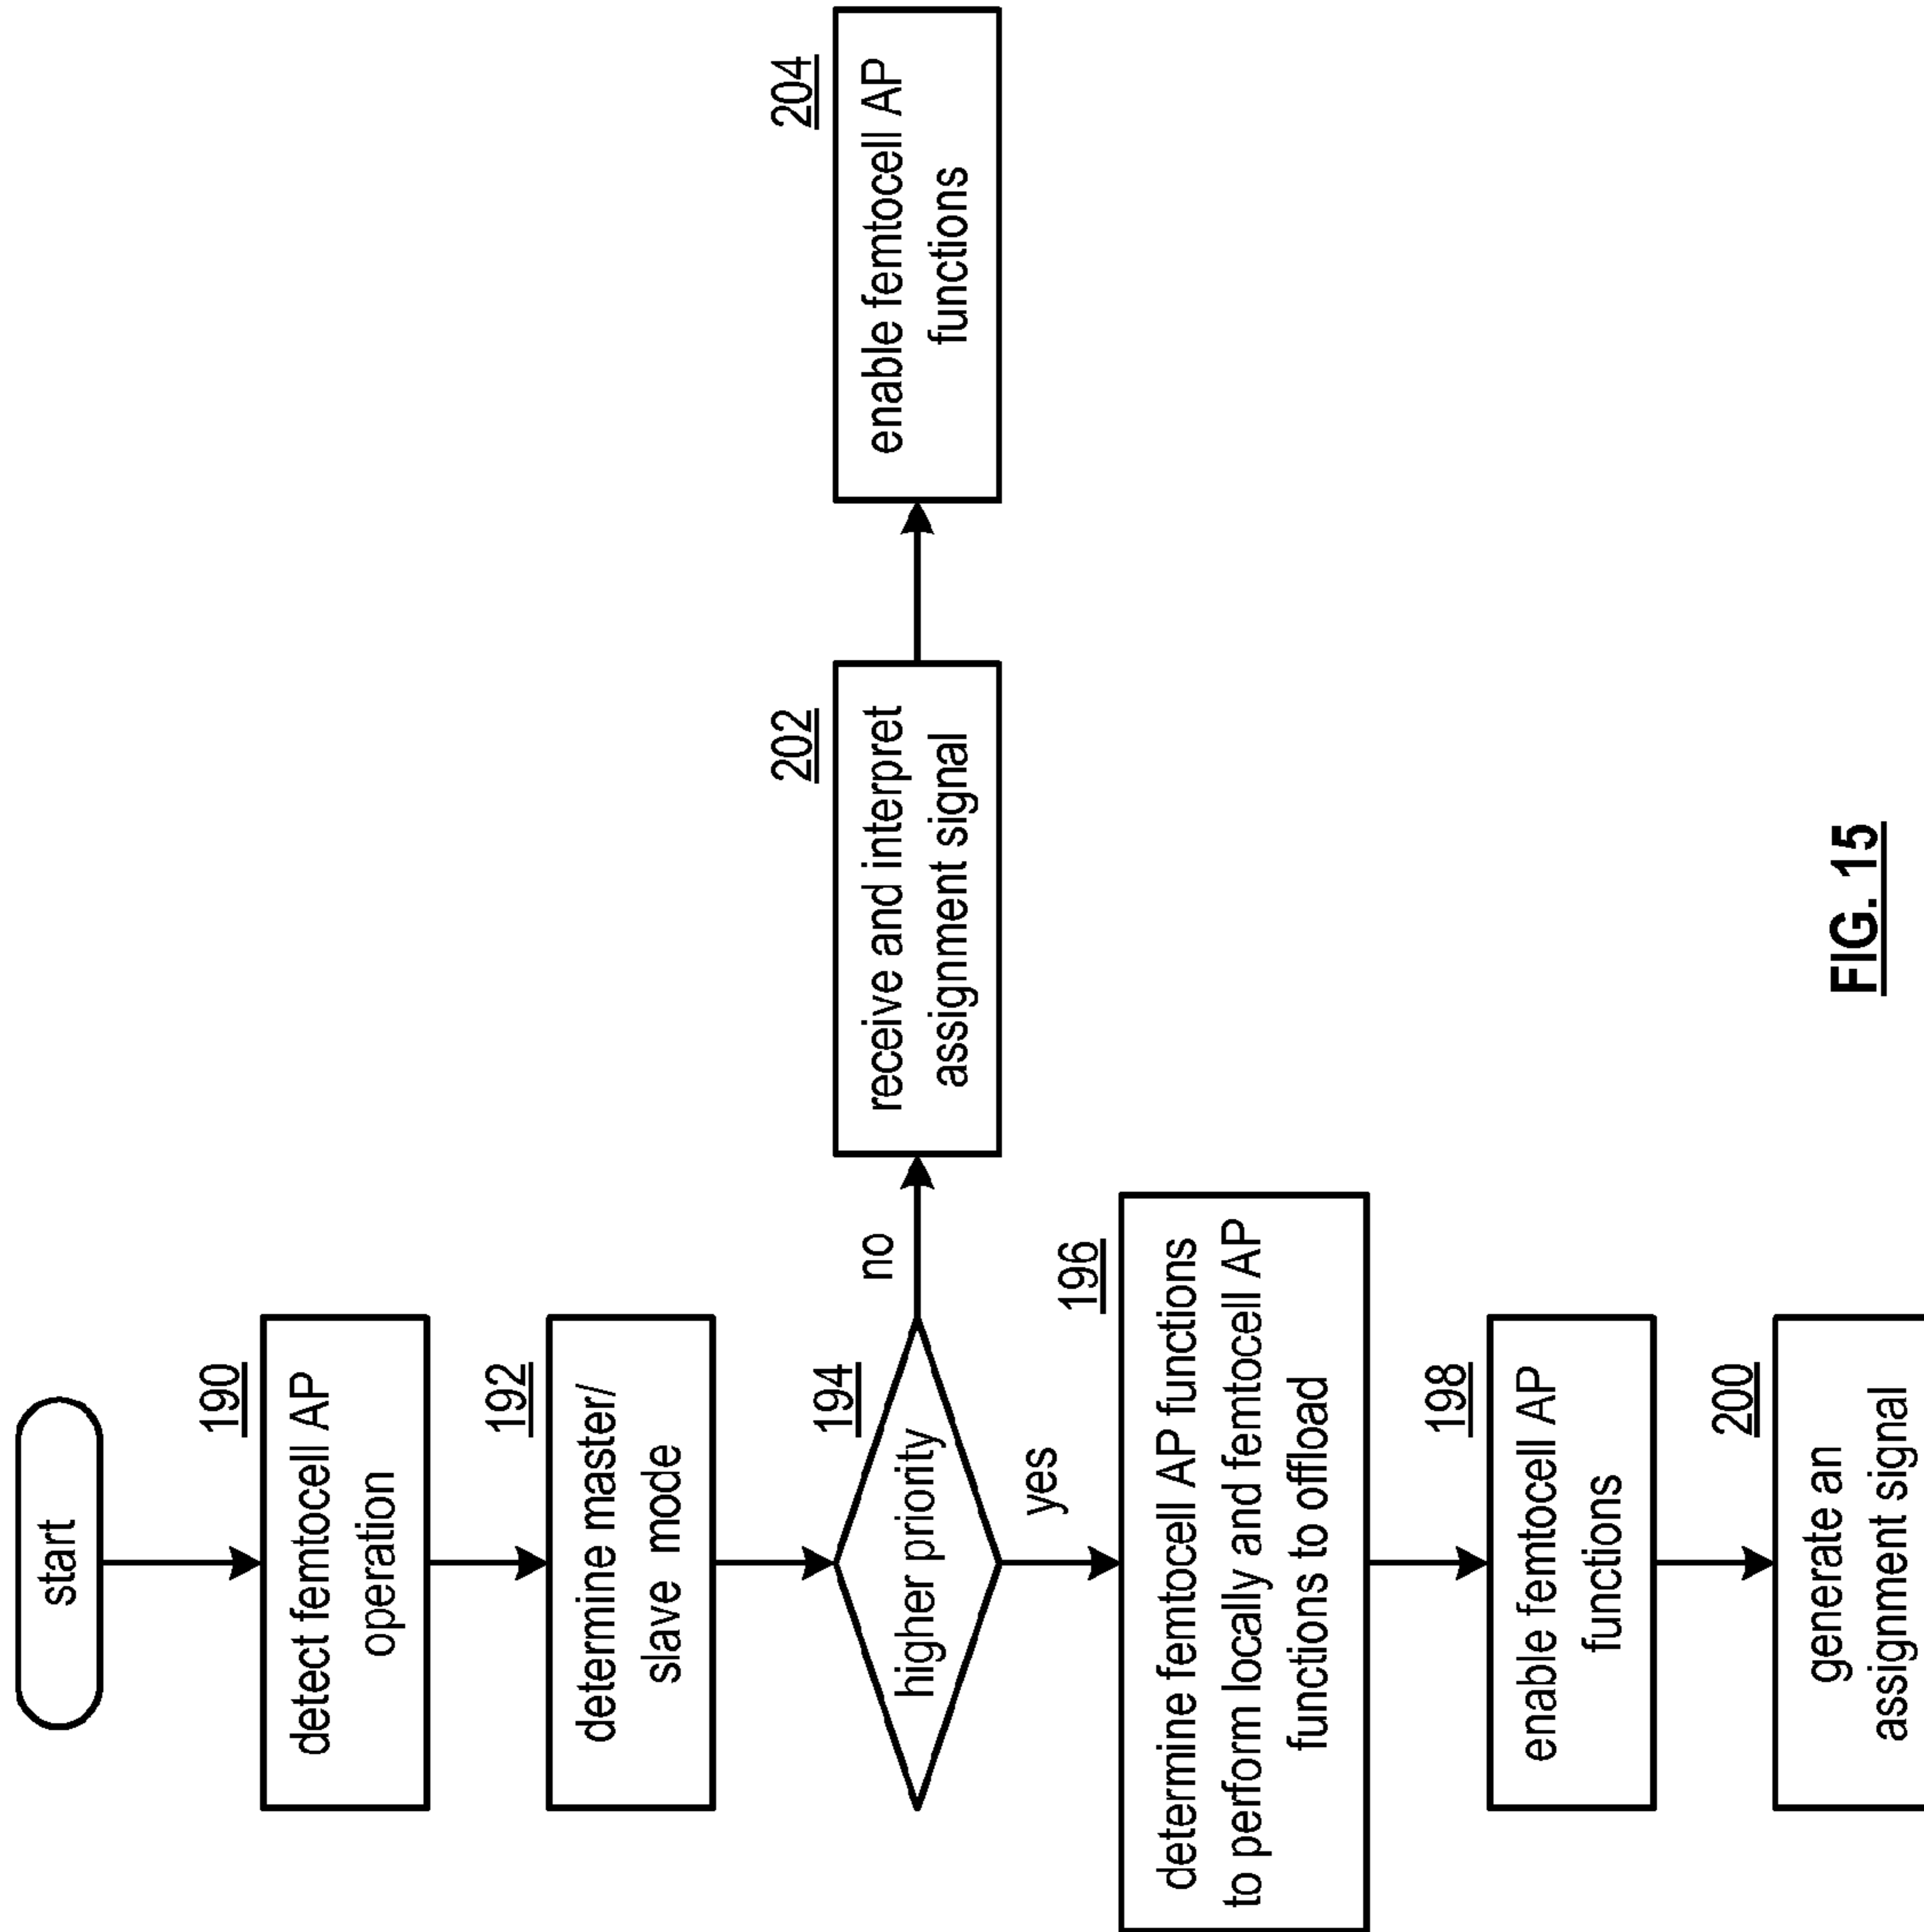 start
190
detect femtocell AP
operation
192
determine master/
slave mode
194
higher priority
no
yes
202
receive and interpret
assignment signal
204
enable femtocell AP
functions
196
determine femtocell AP functions
to perform locally and femtocell AP
functions to offload
198
enable femtocell AP
functions
200
generate an
assignment signal
FIG. 15